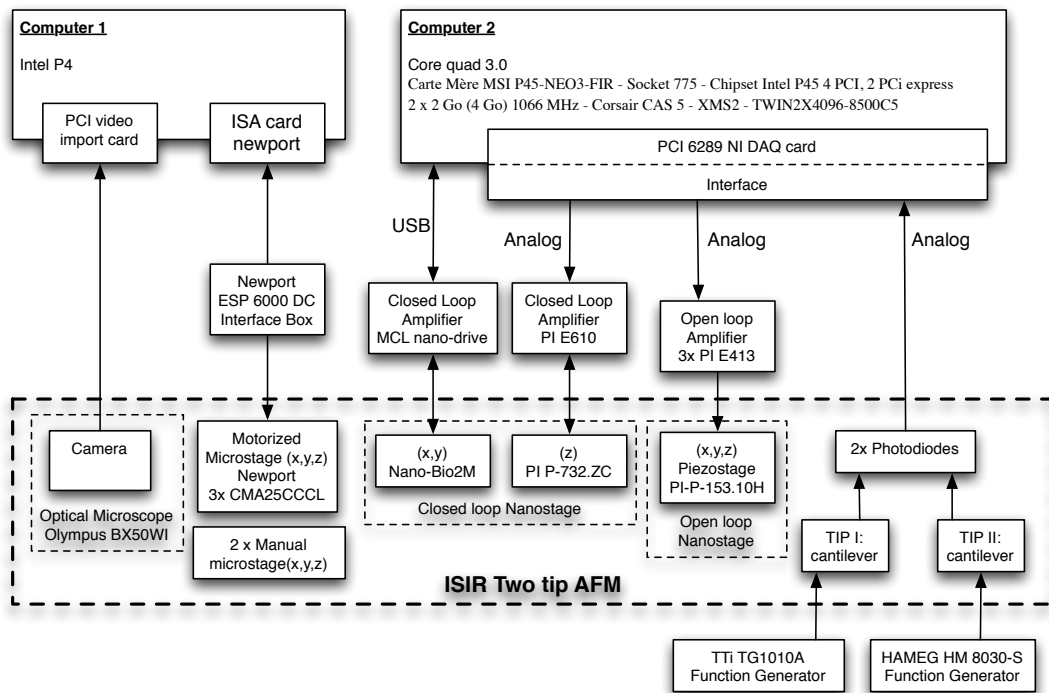 Computer 1
Intel P4
PCI video
import card
ISA card
newport
Computer 2
Core quad 3.0
Carte Mère MSI P45-NEO3-FIR - Socket 775 - Chipset Intel P45 4 PCI, 2 PCi express
2 x 2 Go (4 Go) 1066 MHz - Corsair CAS 5 - XMS2 - TWIN2X4096-8500C5
PCI 6289 NI DAQ card
Interface
USB
Analog
Analog
Analog
Newport
ESP 6000 DC
Interface Box
Closed Loop
Amplifier
MCL nano-drive
Closed Loop
Amplifier
PI E610
Open loop
Amplifier
3x PI E413
Camera
Optical Microscope
Olympus BX50WI
Motorized
Microstage (x,y,z)
Newport
3x CMA25CCCL
2 x Manual
microstage(x,y,z)
(x,y)
Nano-Bio2M
(z)
PI P-732.ZC
Closed loop Nanostage
(x,y,z)
Piezostage
PI-P-153.10H
Open loop
Nanostage
2x Photodiodes
TIP I:
cantilever
TIP II:
cantilever
ISIR Two tip AFM
TTi TG1010A
Function Generator
HAMEG HM 8030-S
Function Generator